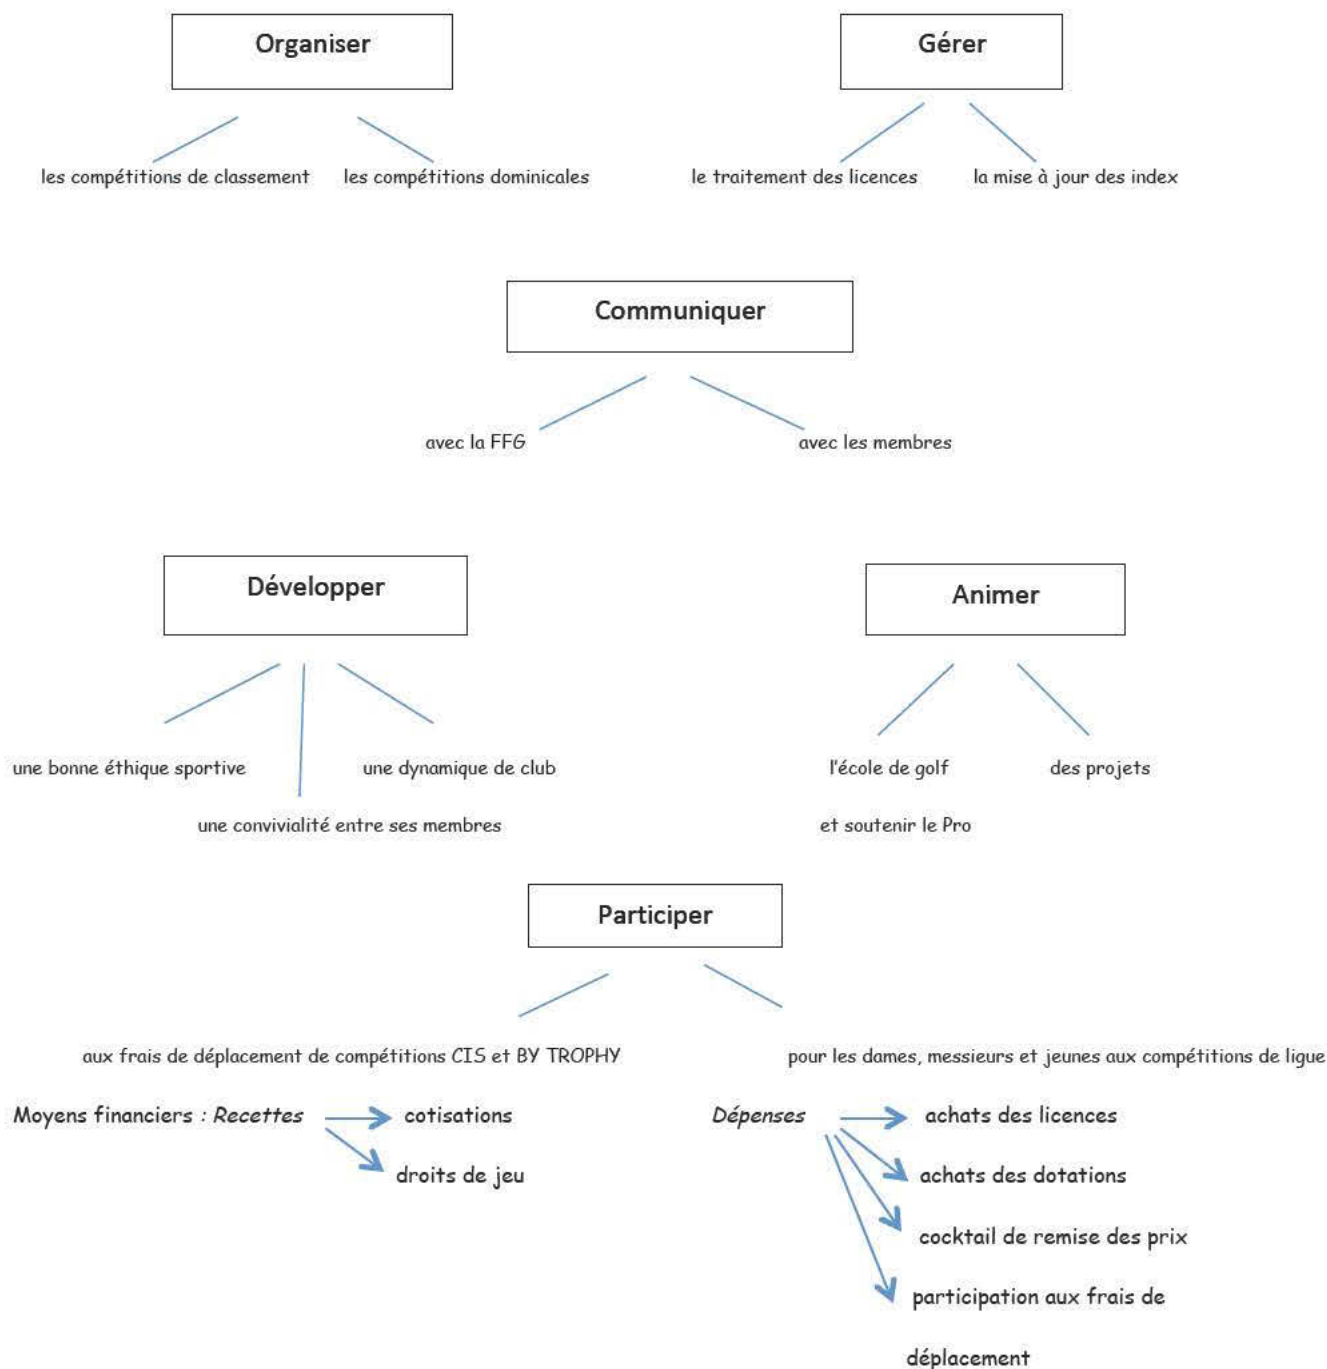 Organiser
Gérer
les compétitions de classement
les compétitions dominicales
le traitement des licences
la mise à jour des index
Communiquer
avec la FFG
avec les membres
Développer
Animer
une bonne éthique sportive
une dynamique de club
l'école de golf
des projets
une convivialité entre ses membres
et soutenir le Pro
Participer
aux frais de déplacement de compétitions CIS et BY TROPHY
pour les dames, messieurs et jeunes aux compétitions de ligue
Moyens financiers : Recettes
cotisations
Dépenses
achats des licences
droits de jeu
achats des dotations
cocktail de remise des prix
participation aux frais de
déplacement